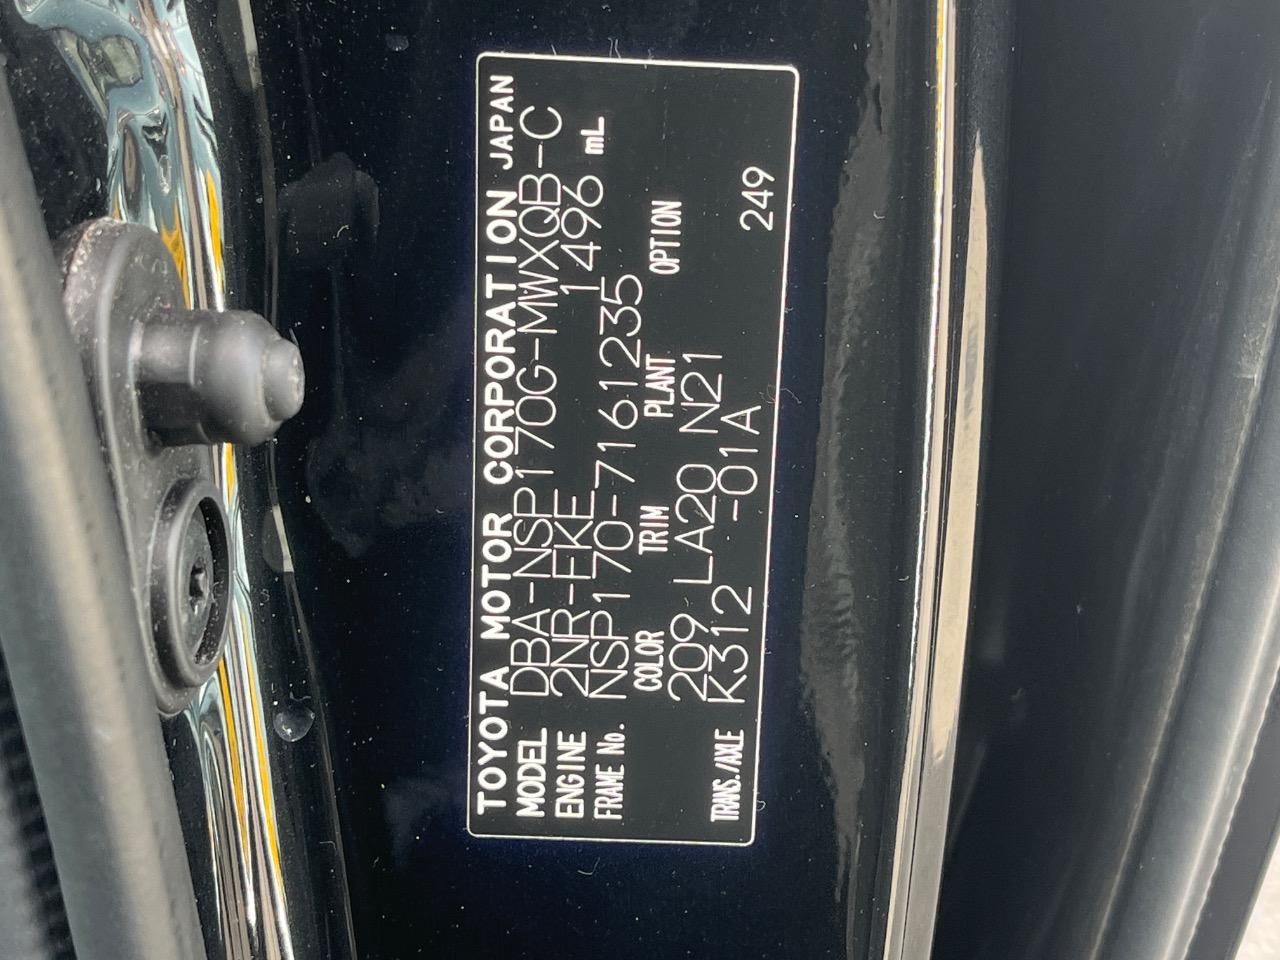 TOYOTA MOTOR CORPORATION JAPAN
MODEL DBA-NSP170G-MWXQB-C
ENGINE 2NR-FKE 1496 mL
FRAME No. NSP170-7161235
COLOR TRIM PLANT OPTION
209 LA20 N21
TRANS./AXLE K312 -01A 249